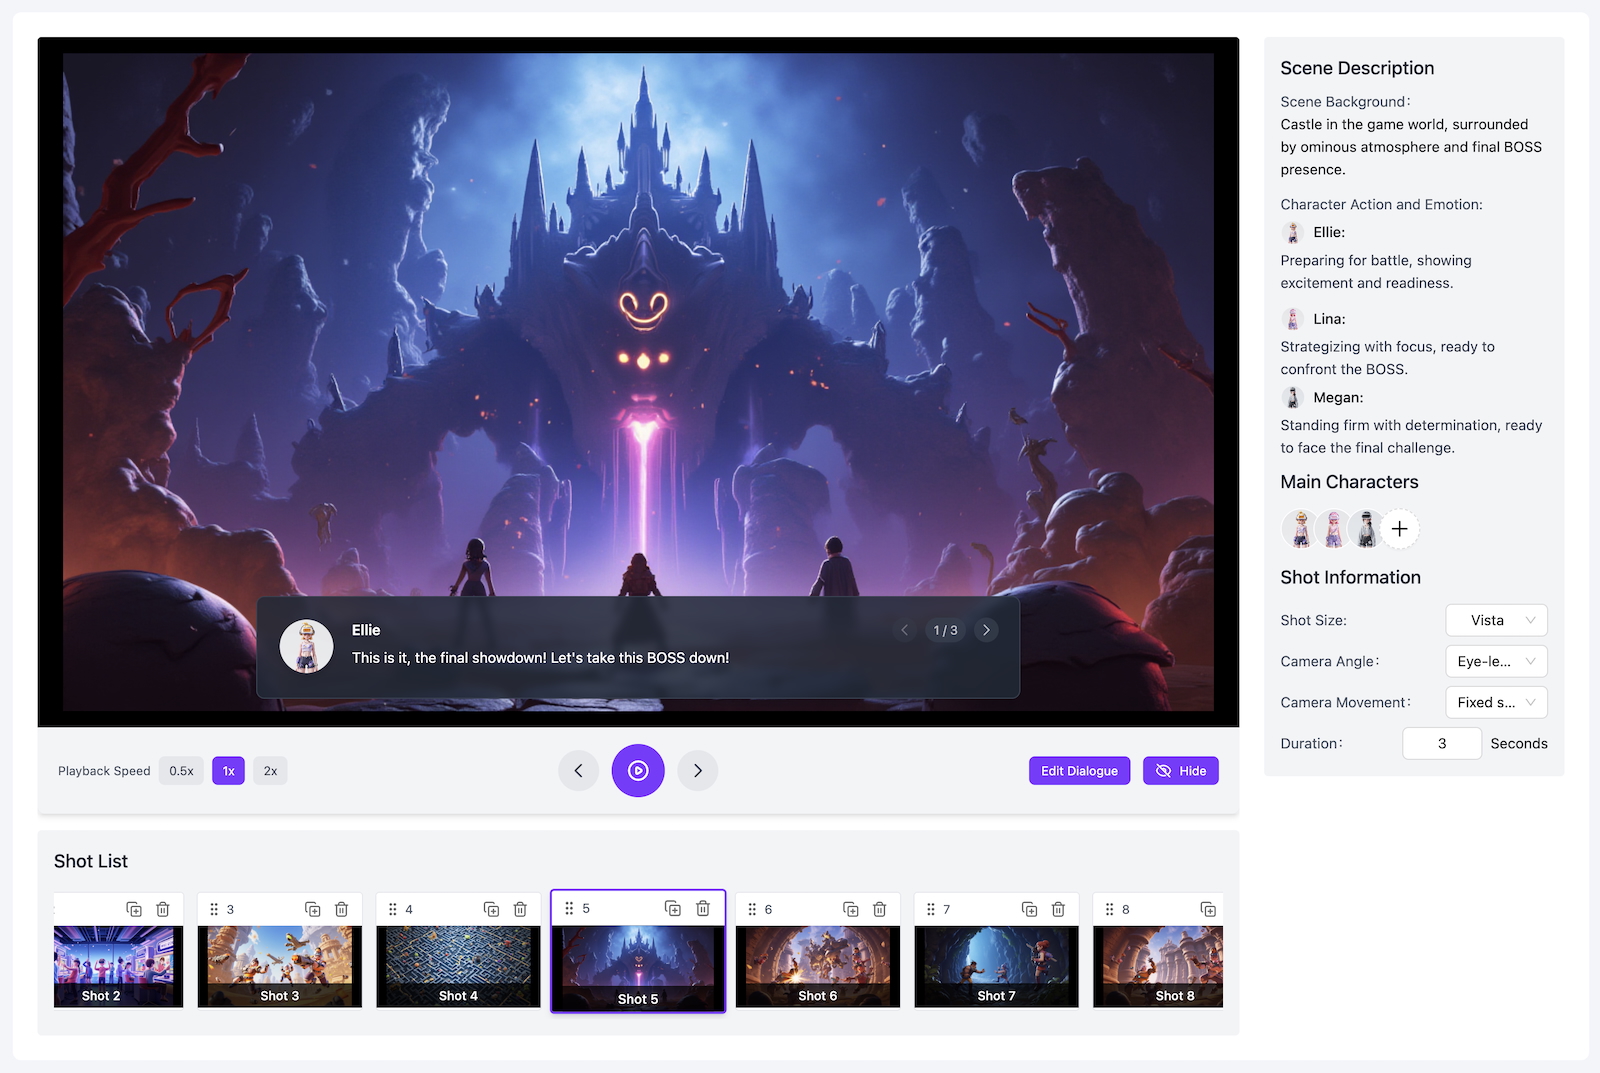 Scene Description
Scene Background:
Castle in the game world, surrounded
by ominous atmosphere and final BOSS
presence.
Character Action and Emotion:
Ellie:
Preparing for battle, showing
excitement and readiness.
Lina:
Strategizing with focus, ready to
confront the BOSS.
Megan:
Standing firm with determination, ready
to face the final challenge.
Main Characters
Shot Information
Shot Size: Vista
Camera Angle: Eye-le...
Camera Movement: Fixed s...
Duration: 3 Seconds
Ellie
1 / 3
This is it, the final showdown! Let's take this BOSS down!
Playback Speed 0.5x 1x 2x
Edit Dialogue Hide
Shot List
3 4 5 6 7 8
Shot 2 Shot 3 Shot 4 Shot 5 Shot 6 Shot 7 Shot 8